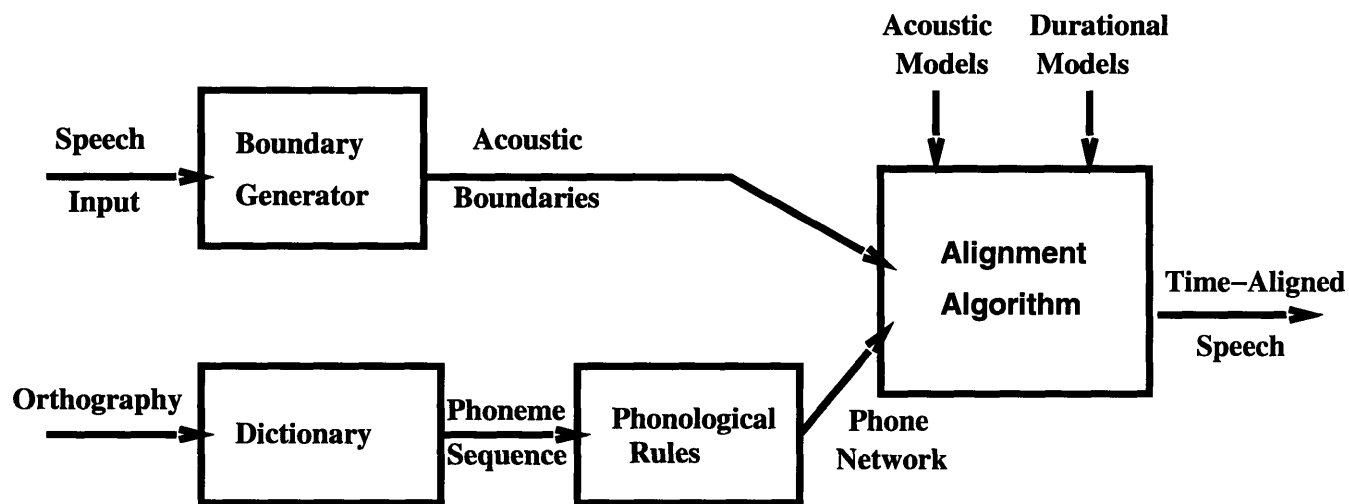 Acoustic
Models
Durational
Models
Speech
Input
Boundary
Generator
Acoustic
Boundaries
Alignment
Algorithm
Time−Aligned
Speech
Orthography
Dictionary
Phoneme
Sequence
Phonological
Rules
Phone
Network